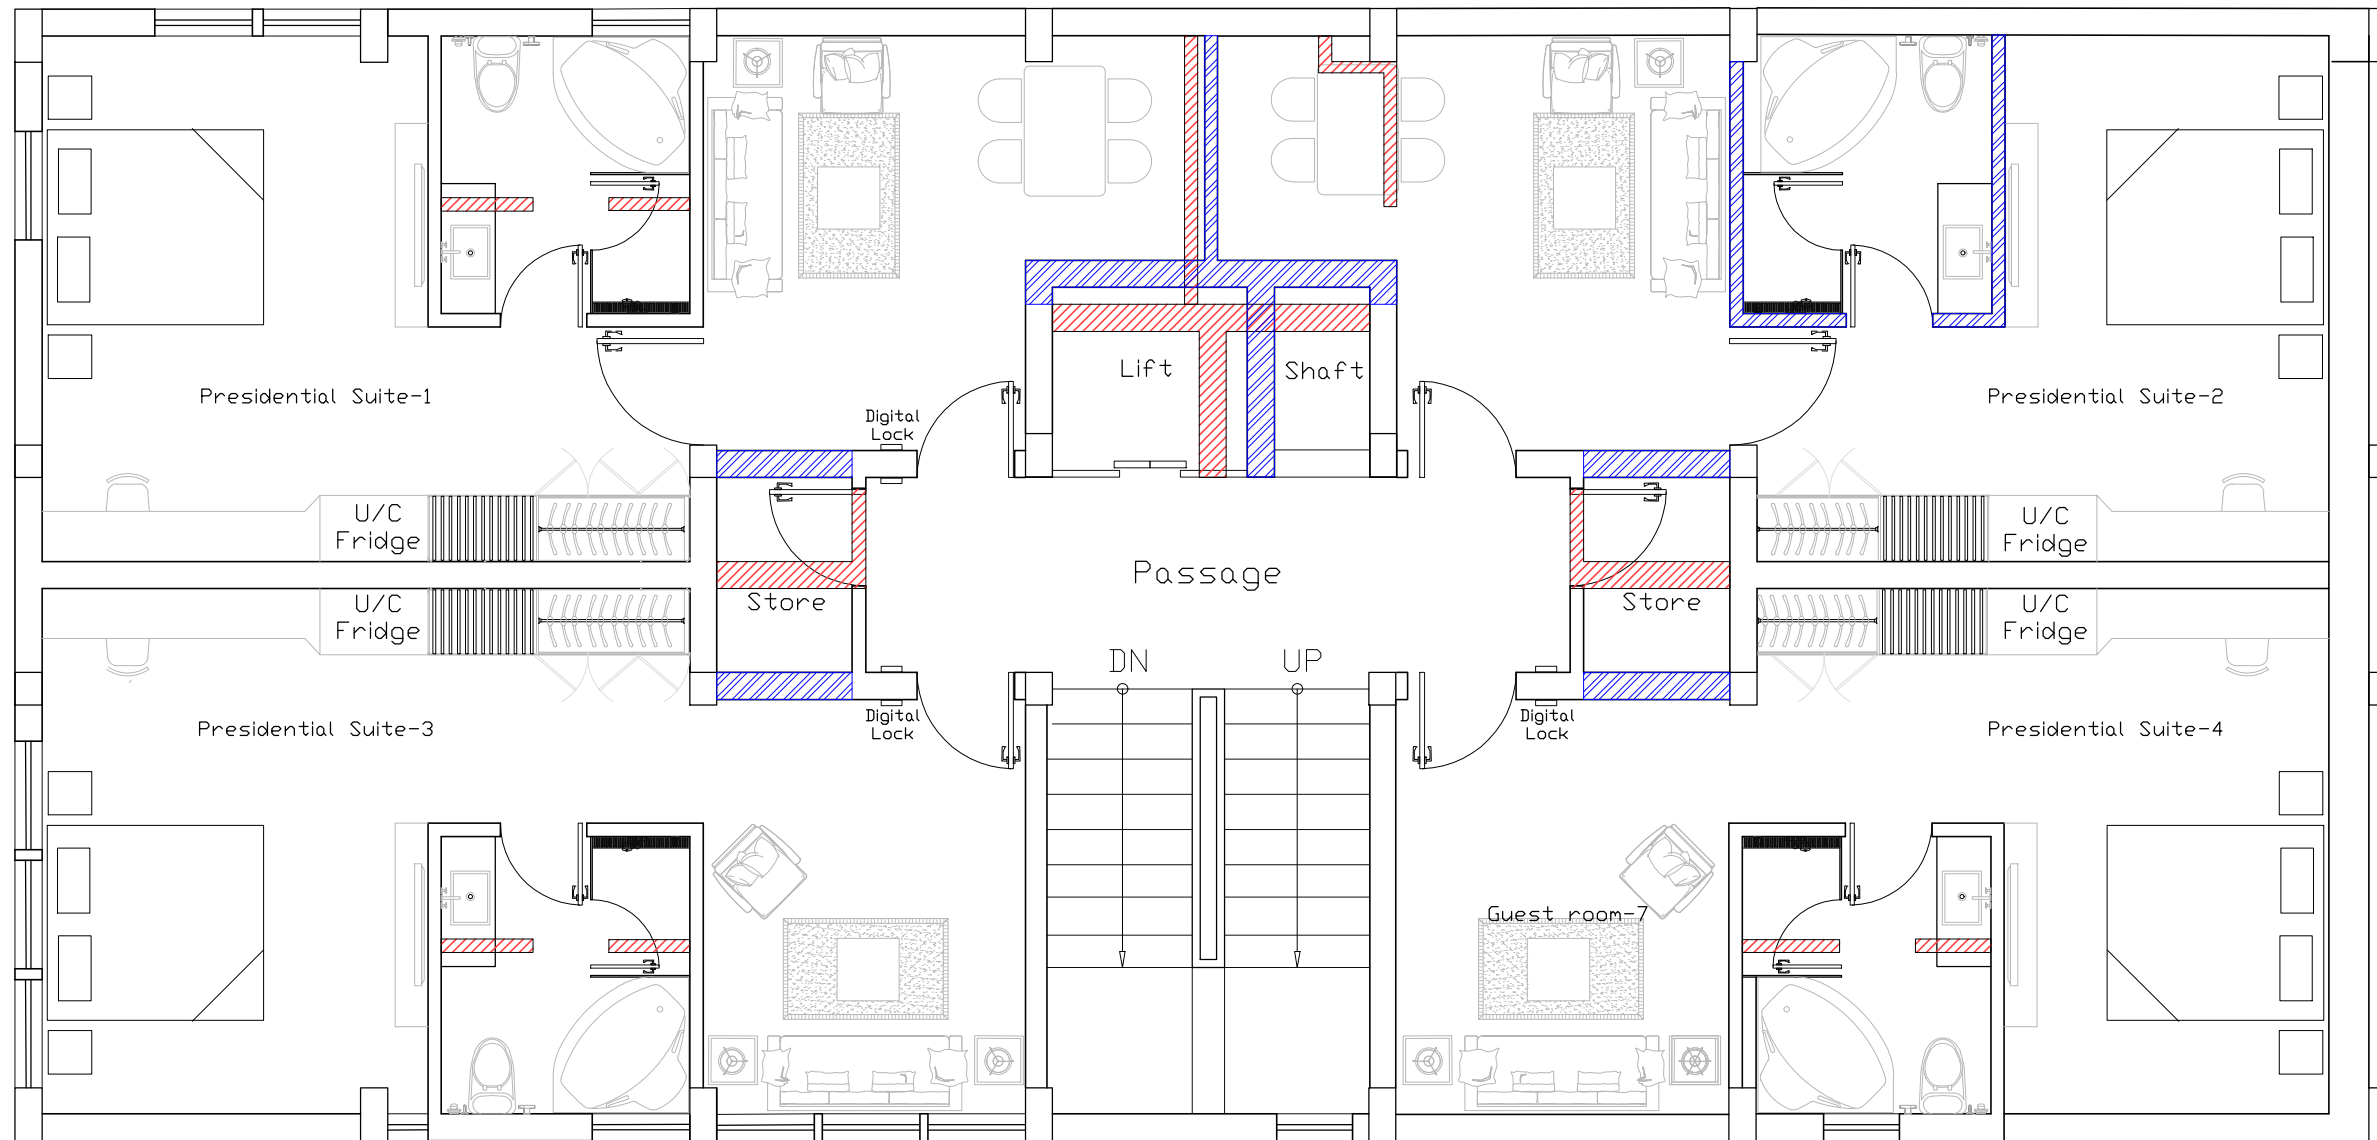 Lift
Shaft
Presidential Suite-1
Digital
Lock
Presidential Suite-2
U/C
Fridge
U/C
Fridge
Passage
Store
Store
U/C
Fridge
U/C
Fridge
DN
UP
Presidential Suite-3
Digital
Lock
Digital
Lock
Presidential Suite-4
Guest room-7